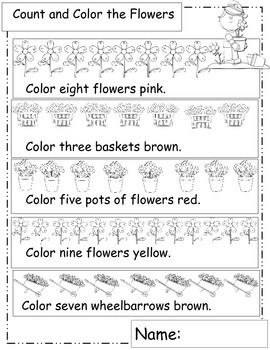 Count and Color the Flowers
Color eight flowers pink.
Color three baskets brown.
Color five pots of flowers red.
Color nine flowers yellow.
Color seven wheelbarrows brown.
Name: